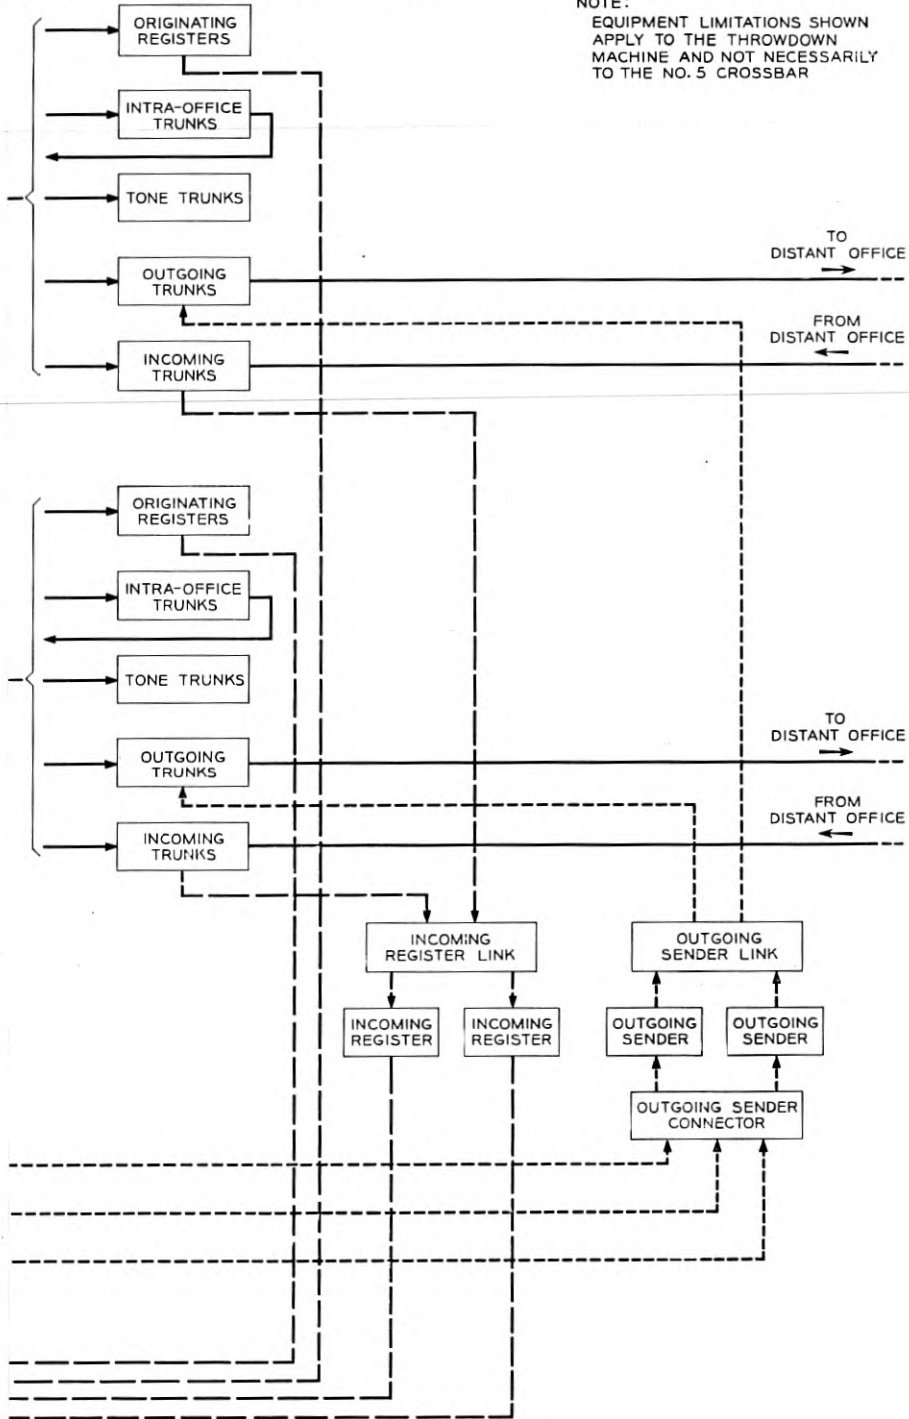 NOTE:
EQUIPMENT LIMITATIONS SHOWN
APPLY TO THE THROWDOWN
MACHINE AND NOT NECESSARILY
TO THE NO. 5 CROSSBAR
ORIGINATING
REGISTERS
INTRA-OFFICE
TRUNKS
TONE TRUNKS
OUTGOING
TRUNKS
TO
DISTANT OFFICE
INCOMING
TRUNKS
FROM
DISTANT OFFICE
ORIGINATING
REGISTERS
INTRA-OFFICE
TRUNKS
TONE TRUNKS
OUTGOING
TRUNKS
TO
DISTANT OFFICE
INCOMING
TRUNKS
FROM
DISTANT OFFICE
INCOMING
REGISTER LINK
OUTGOING
SENDER LINK
INCOMING
REGISTER
INCOMING
REGISTER
OUTGOING
SENDER
OUTGOING
SENDER
OUTGOING SENDER
CONNECTOR